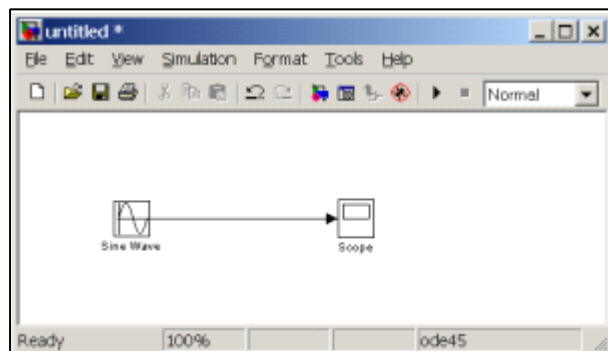 untitled *
File Edit View Simulation Format Tools Help
Normal
Sine Wave
Scope
Ready 100% ode45